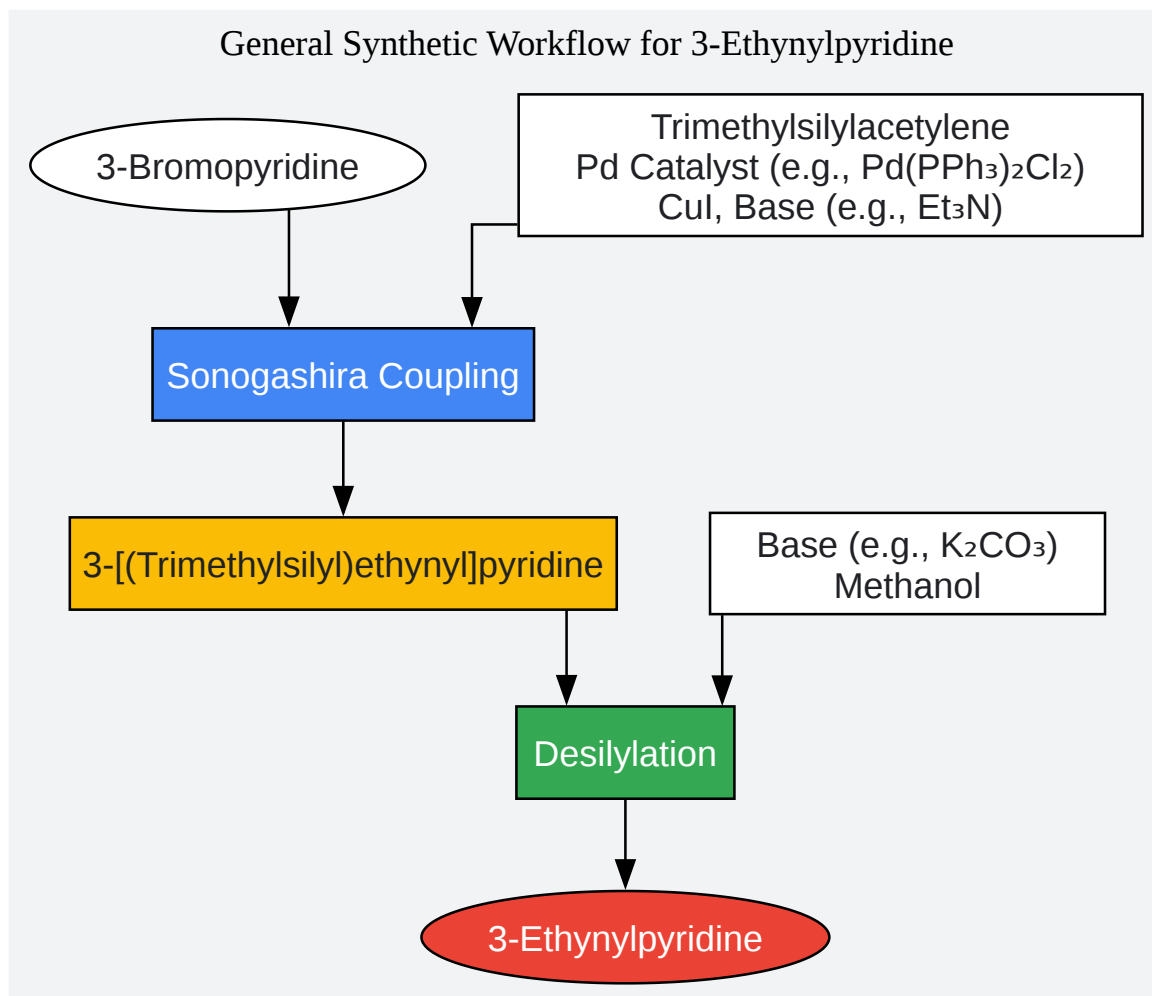 General Synthetic Workflow for 3-Ethynylpyridine
3-Bromopyridine
Trimethylsilylacetylene
Pd Catalyst (e.g., Pd(PPh₃)₂Cl₂)
CuI, Base (e.g., Et₃N)
Sonogashira Coupling
3-[(Trimethylsilyl)ethynyl]pyridine
Base (e.g., K₂CO₃)
Methanol
Desilylation
3-Ethynylpyridine